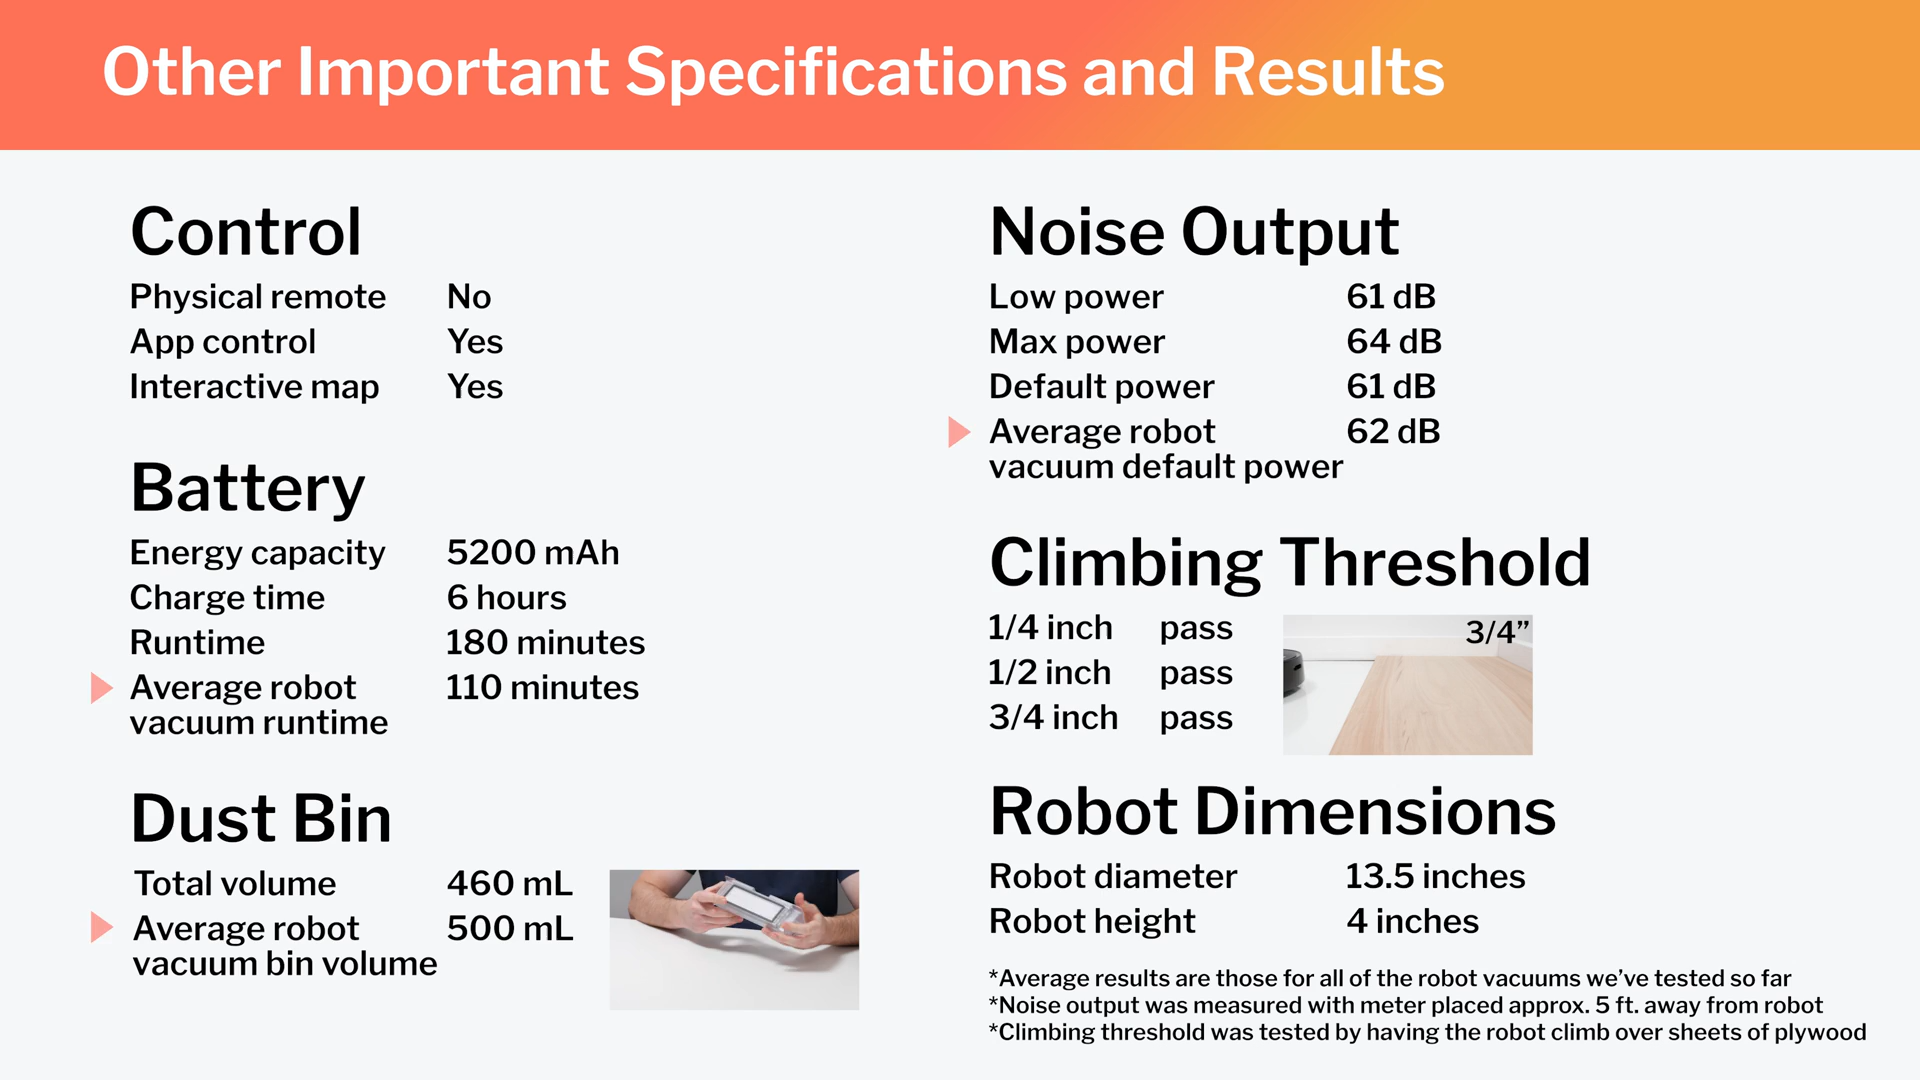 Other Important Specifications and Results
Control
Physical remote No
App control Yes
Interactive map Yes
Battery
Energy capacity 5200 mAh
Charge time 6 hours
Runtime 180 minutes
Average robot 110 minutes
vacuum runtime
Dust Bin
Total volume 460 mL
Average robot 500 mL
vacuum bin volume
Noise Output
Low power 61 dB
Max power 64 dB
Default power 61 dB
Average robot 62 dB
vacuum default power
Climbing Threshold
1/4 inch pass
1/2 inch pass
3/4 inch pass
3/4”
Robot Dimensions
Robot diameter 13.5 inches
Robot height 4 inches
*Average results are those for all of the robot vacuums we’ve tested so far
*Noise output was measured with meter placed approx. 5 ft. away from robot
*Climbing threshold was tested by having the robot climb over sheets of plywood